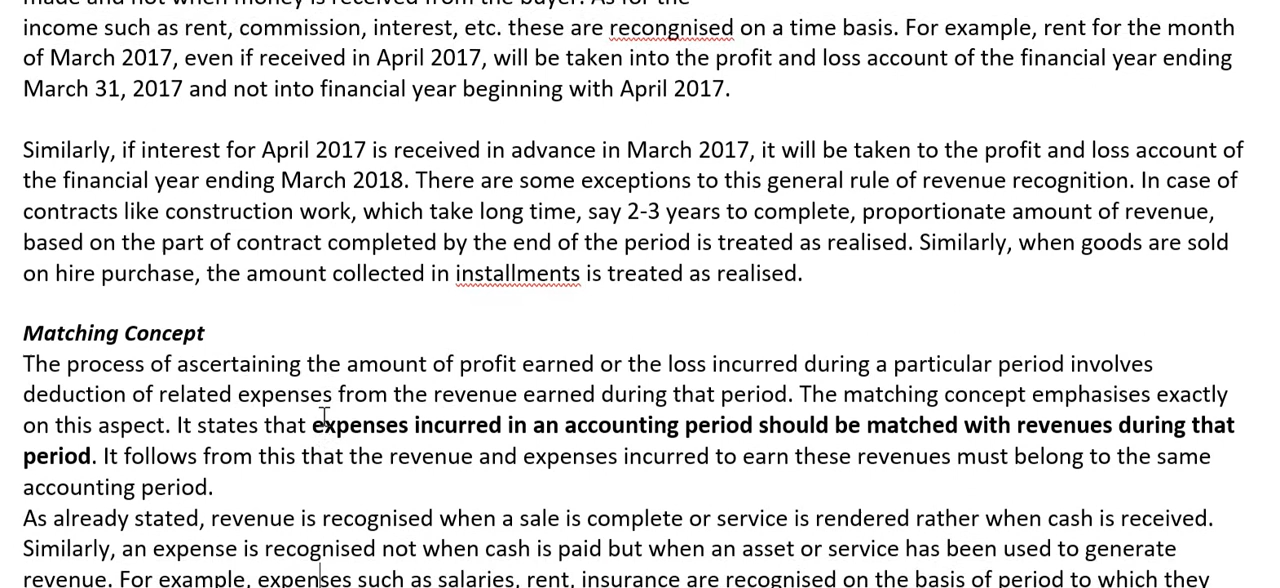 made and not when money is received from the buyer. As for the
income such as rent, commission, interest, etc. these are recongnised on a time basis. For example, rent for the month
of March 2017, even if received in April 2017, will be taken into the profit and loss account of the financial year ending
March 31, 2017 and not into financial year beginning with April 2017.
Similarly, if interest for April 2017 is received in advance in March 2017, it will be taken to the profit and loss account of
the financial year ending March 2018. There are some exceptions to this general rule of revenue recognition. In case of
contracts like construction work, which take long time, say 2-3 years to complete, proportionate amount of revenue,
based on the part of contract completed by the end of the period is treated as realised. Similarly, when goods are sold
on hire purchase, the amount collected in installments is treated as realised.
Matching Concept
The process of ascertaining the amount of profit earned or the loss incurred during a particular period involves
deduction of related expenses from the revenue earned during that period. The matching concept emphasises exactly
on this aspect. It states that expenses incurred in an accounting period should be matched with revenues during that
period. It follows from this that the revenue and expenses incurred to earn these revenues must belong to the same
accounting period.
As already stated, revenue is recognised when a sale is complete or service is rendered rather when cash is received.
Similarly, an expense is recognised not when cash is paid but when an asset or service has been used to generate
revenue. For example, expenses such as salaries, rent, insurance are recognised on the basis of period to which they